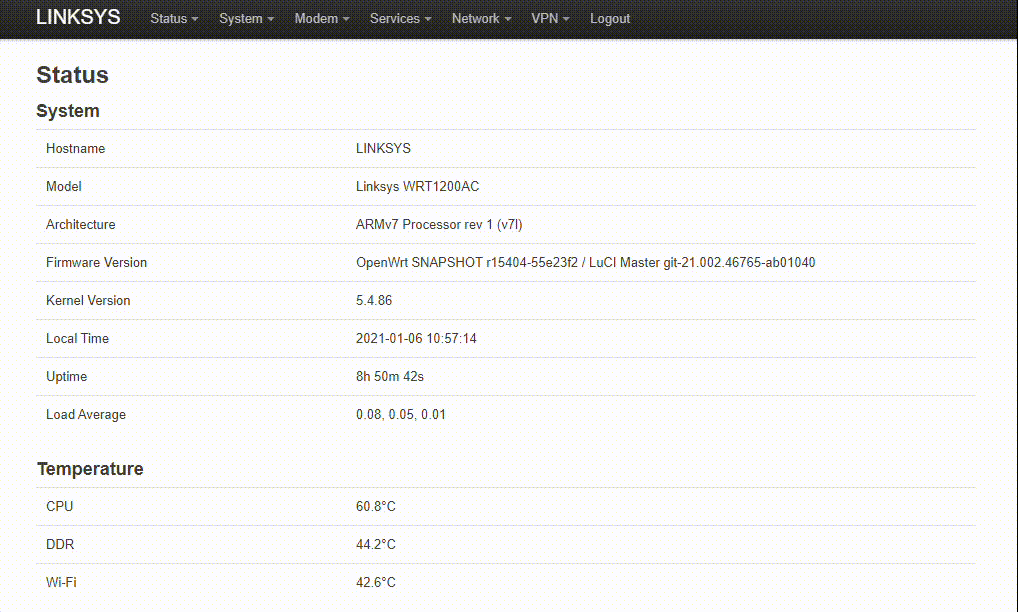 LINKSYS Status System Modem Services Network VPN Logout
Status
System
Hostname LINKSYS
Model Linksys WRT1200AC
Architecture ARMv7 Processor rev 1 (v7l)
Firmware Version OpenWrt SNAPSHOT r15404-55e23f2 / LuCI Master git-21.002.46765-ab01040
Kernel Version 5.4.86
Local Time 2021-01-06 10:57:14
Uptime 8h 50m 42s
Load Average 0.08, 0.05, 0.01
Temperature
CPU 60.8°C
DDR 44.2°C
Wi-Fi 42.6°C